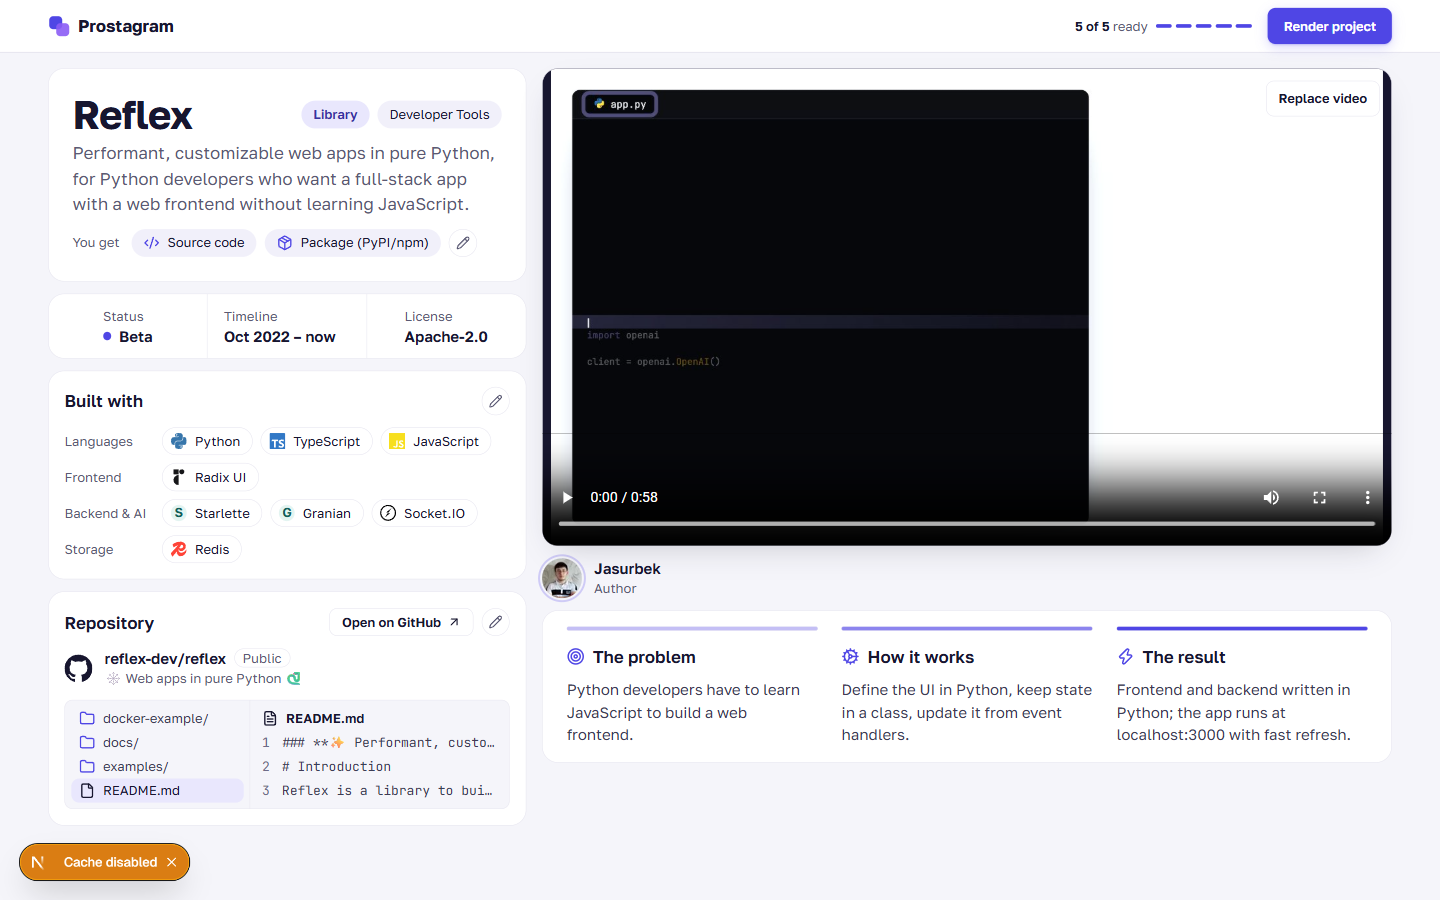 Prostagram
5 of 5 ready
Render project
Reflex
Library
Developer Tools
Performant, customizable web apps in pure Python,
for Python developers who want a full-stack app
with a web frontend without learning JavaScript.
You get
Source code
Package (PyPI/npm)
Status
Beta
Timeline
Oct 2022 – now
License
Apache-2.0
Built with
Languages
Python
TypeScript
JavaScript
Frontend
Radix UI
Backend & AI
Starlette
Granian
Socket.IO
Storage
Redis
Repository
Open on GitHub
reflex-dev/reflex
Public
🕸️ Web apps in pure Python 🐍
docker-example/
docs/
examples/
README.md
README.md
1 ### **✨ Performant, custo…
2 # Introduction
3 Reflex is a library to bui…
Cache disabled
app.py
Replace video
import openai
client = openai.OpenAI()
0:00 / 0:58
Jasurbek
Author
The problem
Python developers have to learn
JavaScript to build a web
frontend.
How it works
Define the UI in Python, keep state
in a class, update it from event
handlers.
The result
Frontend and backend written in
Python; the app runs at
localhost:3000 with fast refresh.